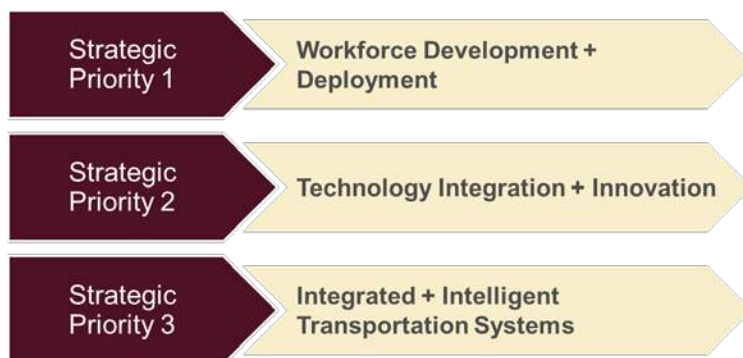 Strategic
Priority 1
Workforce Development +
Deployment
Strategic
Priority 2
Technology Integration + Innovation
Strategic
Priority 3
Integrated + Intelligent
Transportation Systems